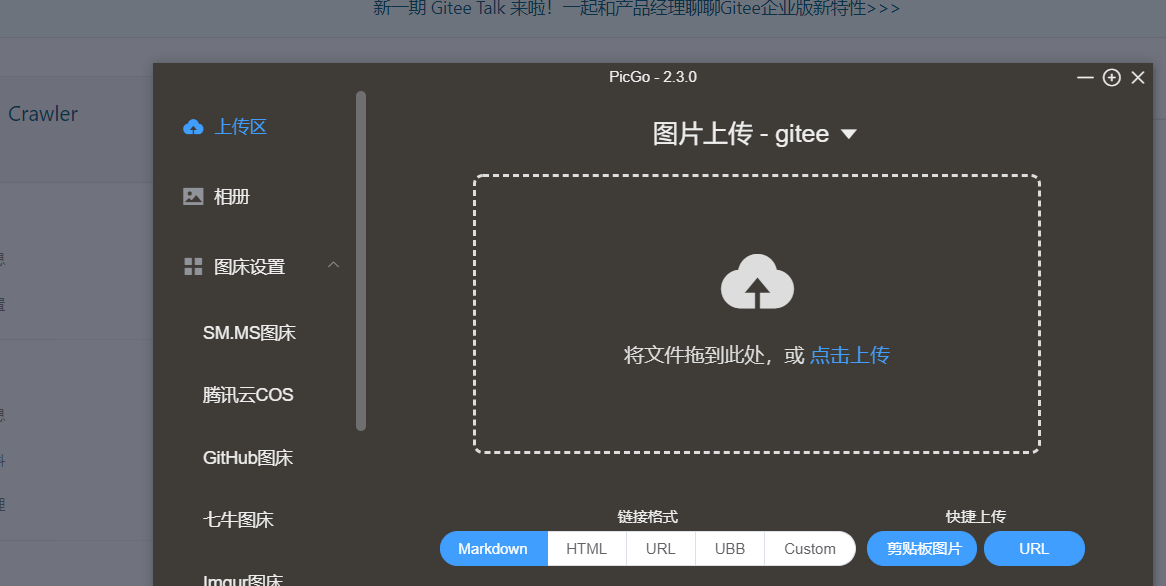 新一期 Gitee Talk 来啦！一起和产品经理聊聊Gitee企业版新特性>>>
PicGo - 2.3.0
Crawler
上传区
相册
图床设置
SM.MS图床
腾讯云COS
GitHub图床
七牛图床
Imgur图床
图片上传 - gitee
将文件拖到此处，或 点击上传
链接格式
Markdown HTML URL UBB Custom
快捷上传
剪贴板图片 URL